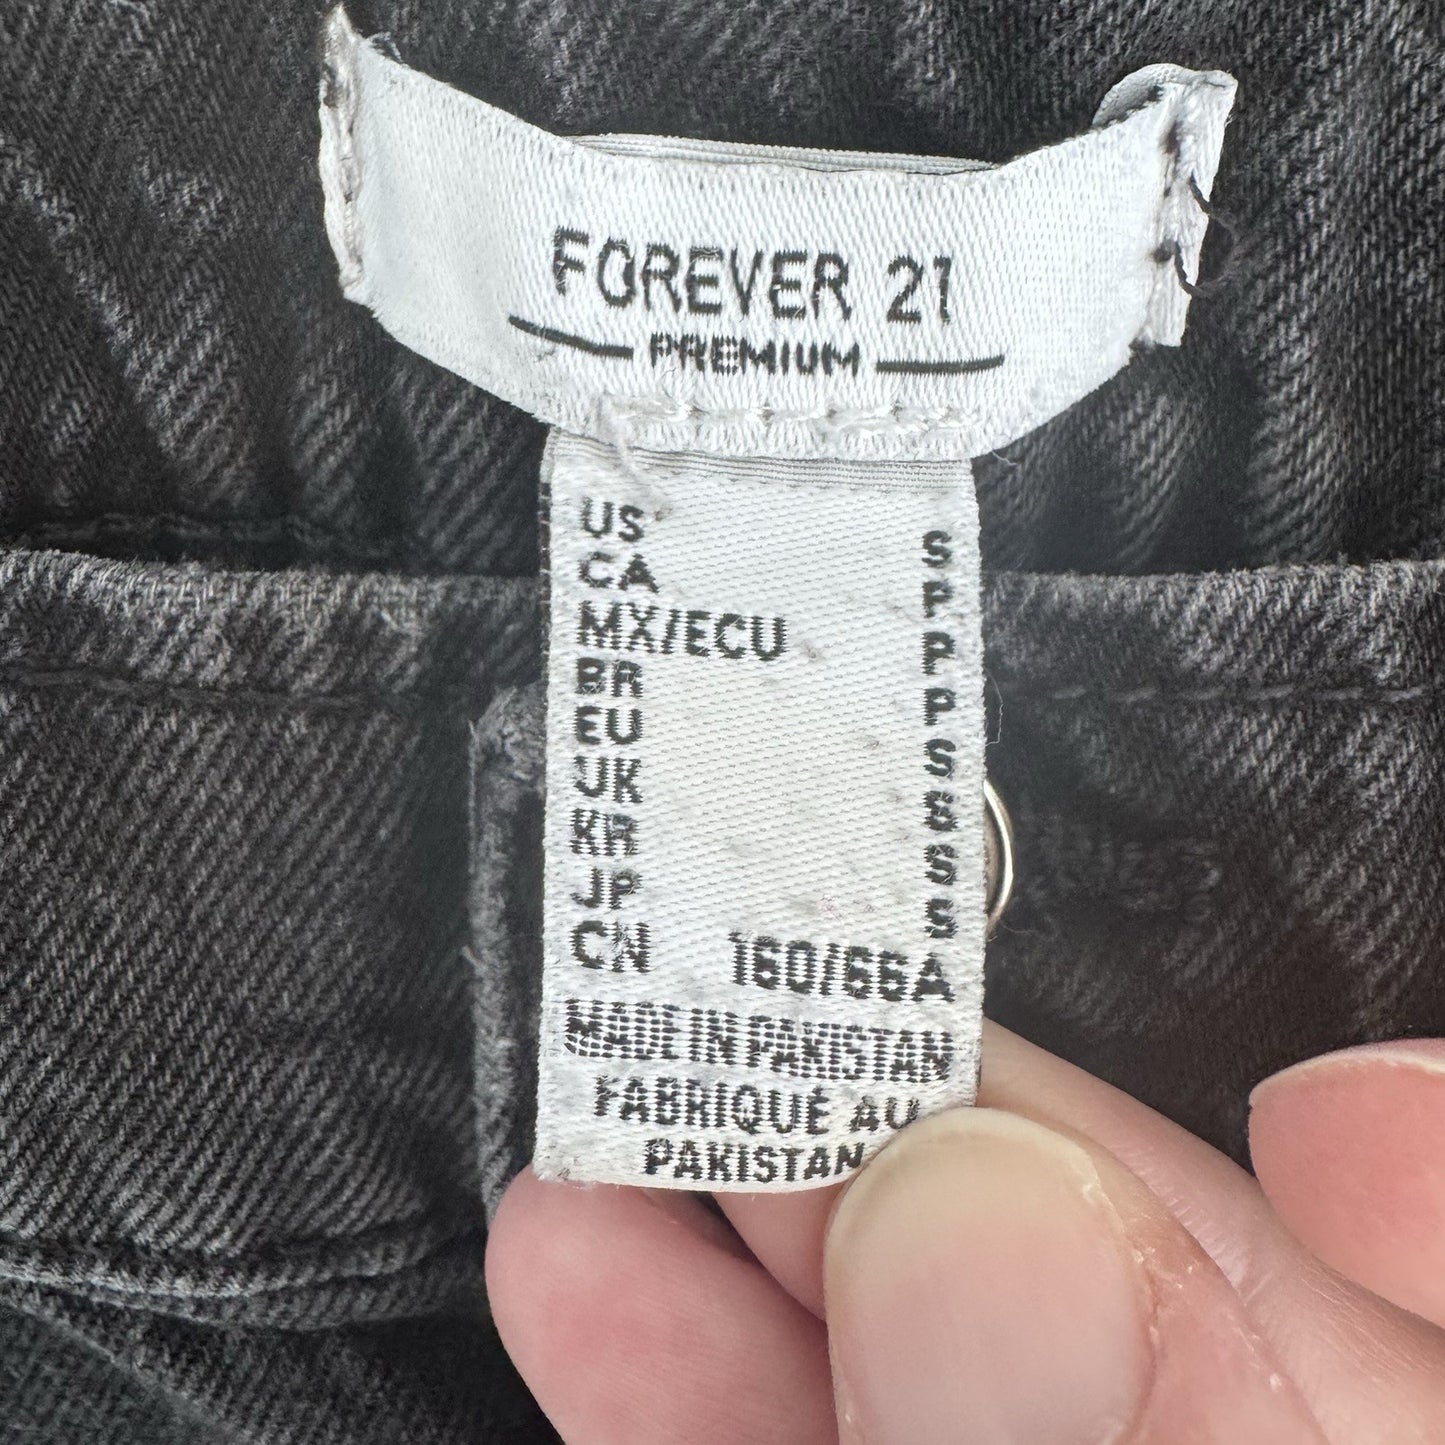 FOREVER 21
PREMIUM
US S
CA P
MX/ECU P
BR P
EU S
UK S
KR S
JP S
CN 160/66A
MADE IN PAKISTAN
FABRIQUÉ AU
PAKISTAN